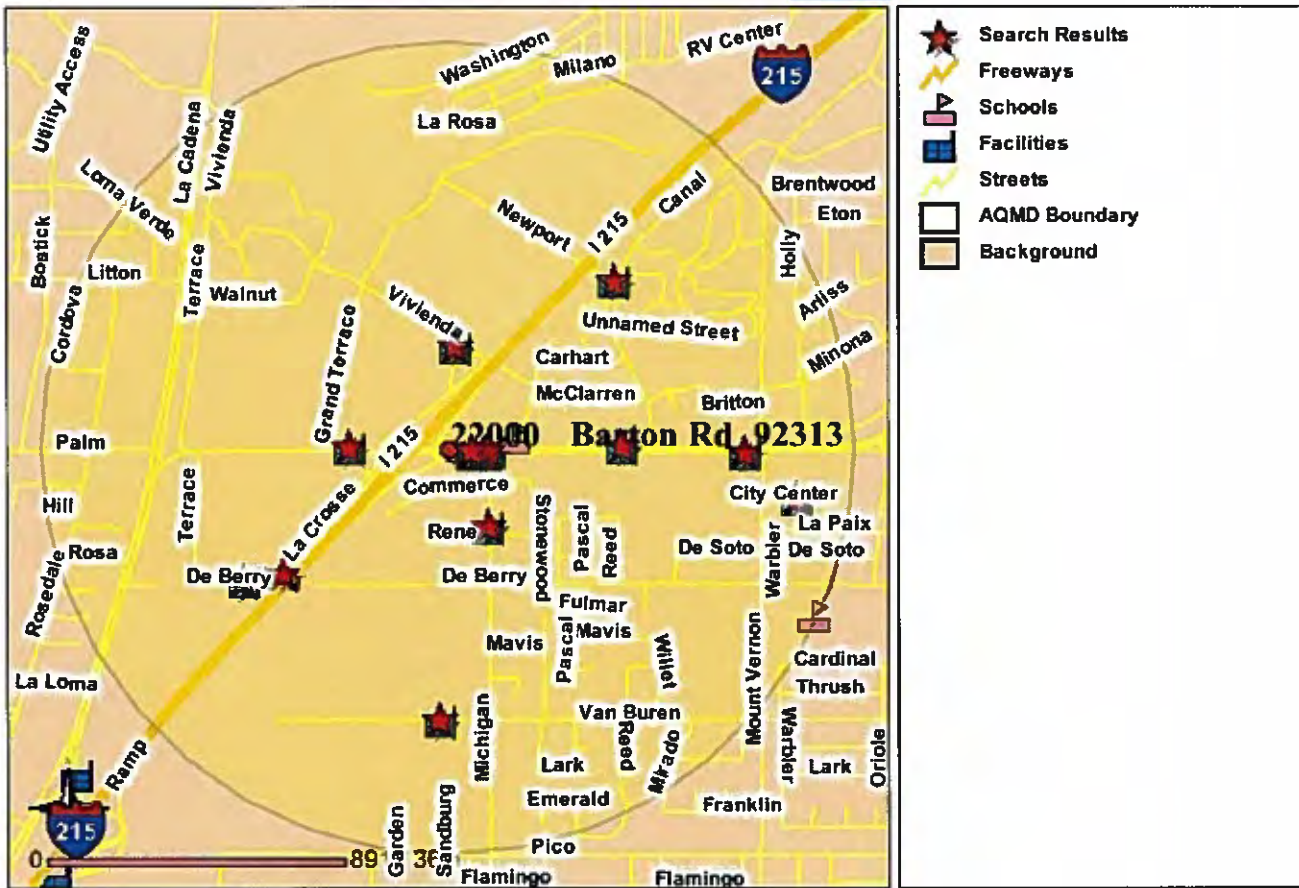 RV Center
Washington
Milano
215
Utility Access
La Cadena
Vivienda
La Rosa
Loma Verde
Canal
Brentwood
Eton
Newport
I 215
Bostick
Litton
Cordova
Terrace
Walnut
Holly
Arliss
Vivienda
Unnamed Street
Minona
Grand Terrace
Carhart
McClarren
Britton
Palm
I 215
22000 Barton Rd 92313
Commerce
City Center
Hill
Terrace
La Crosse
Rene
Stonewood
Pascal
Reed
De Soto
Warbler
La Paix
De Soto
Rosedale
Rosa
De Berry
De Berry
Fulmar
Mavis
Pascal
Mavis
Willet
Mount Vernon
Cardinal
Thrush
La Loma
Michigan
Van Buren
Reed
Mirado
Warbler
Lark
Oriole
Ramp
Lark
Emerald
Franklin
215
Garden
Sandburg
Pico
0
89
36
Flamingo
Flamingo
Search Results
Freeways
Schools
Facilities
Streets
AQMD Boundary
Background